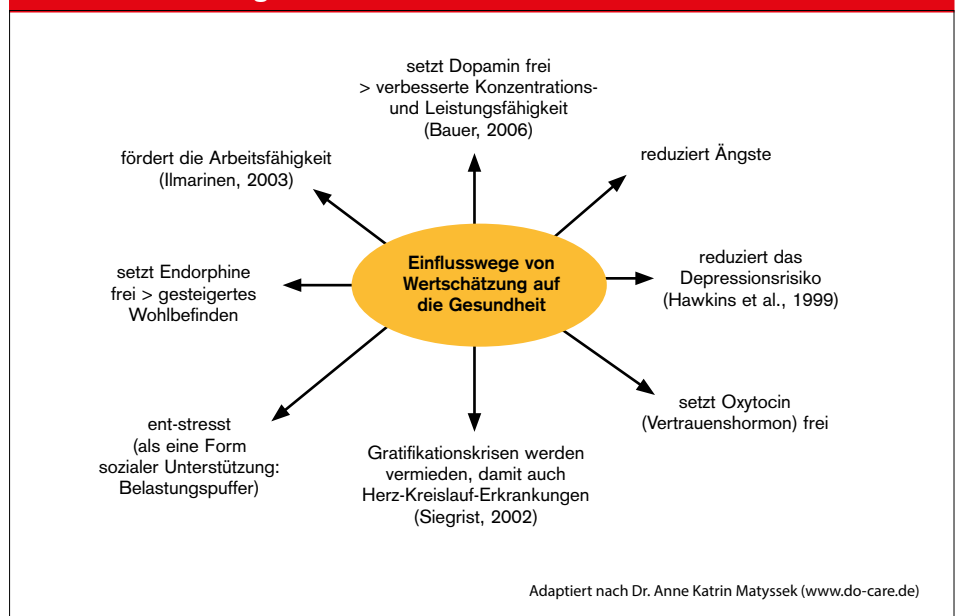 setzt Dopamin frei
> verbesserte Konzentrations-
und Leistungsfähigkeit
(Bauer, 2006)
reduziert Ängste
fördert die Arbeitsfähigkeit
(Ilmarinen, 2003)
Einflusswege von
Wertschätzung auf
die Gesundheit
reduziert das
Depressionsrisiko
(Hawkins et al., 1999)
setzt Endorphine
frei > gesteigertes
Wohlbefinden
setzt Oxytocin
(Vertrauenshormon) frei
ent-stresst
(als eine Form
sozialer Unterstützung:
Belastungspuffer)
Gratifikationskrisen werden
vermieden, damit auch
Herz-Kreislauf-Erkrankungen
(Siegrist, 2002)
Adaptiert nach Dr. Anne Katrin Matyssek (www.do-care.de)